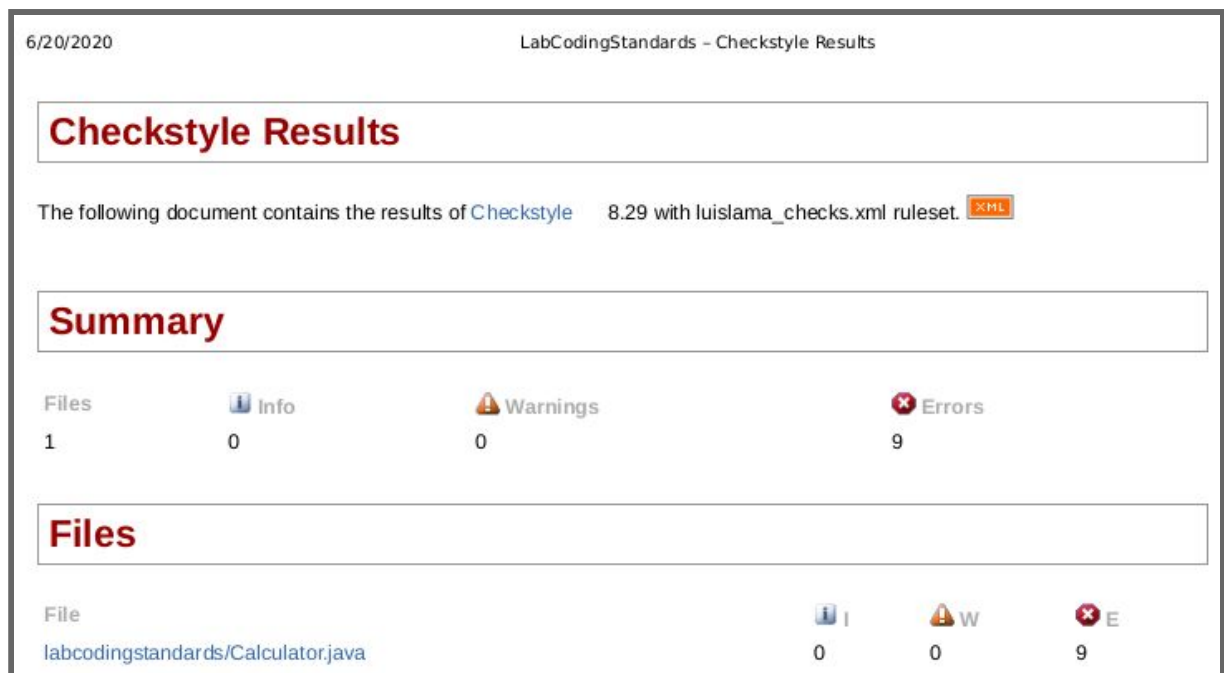 6/20/2020 LabCodingStandards – Checkstyle Results
Checkstyle Results
The following document contains the results of Checkstyle 8.29 with luislama_checks.xml ruleset. XML
Summary
Files Info Warnings Errors
1 0 0 9
Files
File I W E
labcodingstandards/Calculator.java 0 0 9